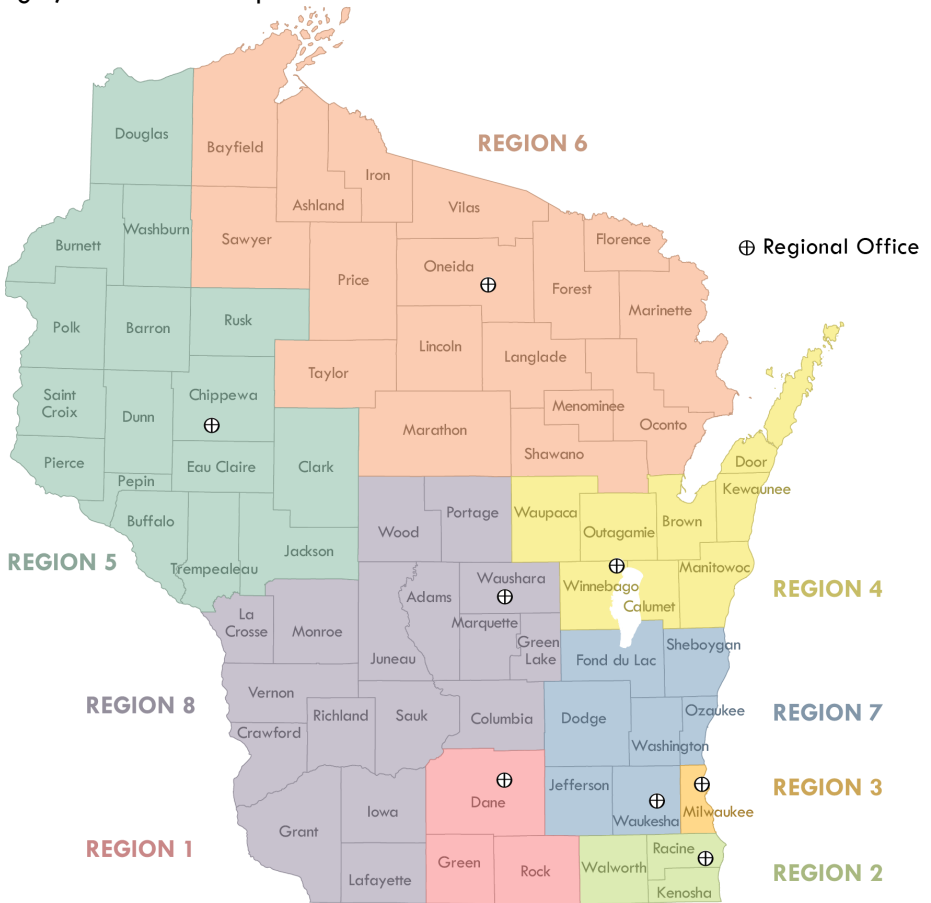 Douglas
Bayfield
REGION 6
Iron
Ashland
Vilas
Washburn
Burnett
Sawyer
Florence
Regional Office
Oneida
Price
Forest
Marinette
Polk
Barron
Rusk
Lincoln
Langlade
Taylor
Saint
Croix
Chippewa
Dunn
Menominee
Marathon
Oconto
Shawano
Pierce
Eau Claire
Clark
Door
Pepin
Kewaunee
Buffalo
Portage
Waupaca
Brown
Wood
Outagamie
REGION 5
Jackson
Trempealeau
Manitowoc
Waushara
Winnebago
REGION 4
Adams
Calumet
La
Crosse
Monroe
Marquette
Green
Lake
Sheboygan
Juneau
Fond du Lac
Vernon
REGION 8
Richland
Sauk
Columbia
Dodge
Ozaukee
REGION 7
Crawford
Washington
Jefferson
REGION 3
Dane
Iowa
Milwaukee
Waukesha
Grant
REGION 1
Racine
Green
Rock
Walworth
REGION 2
Lafayette
Kenosha